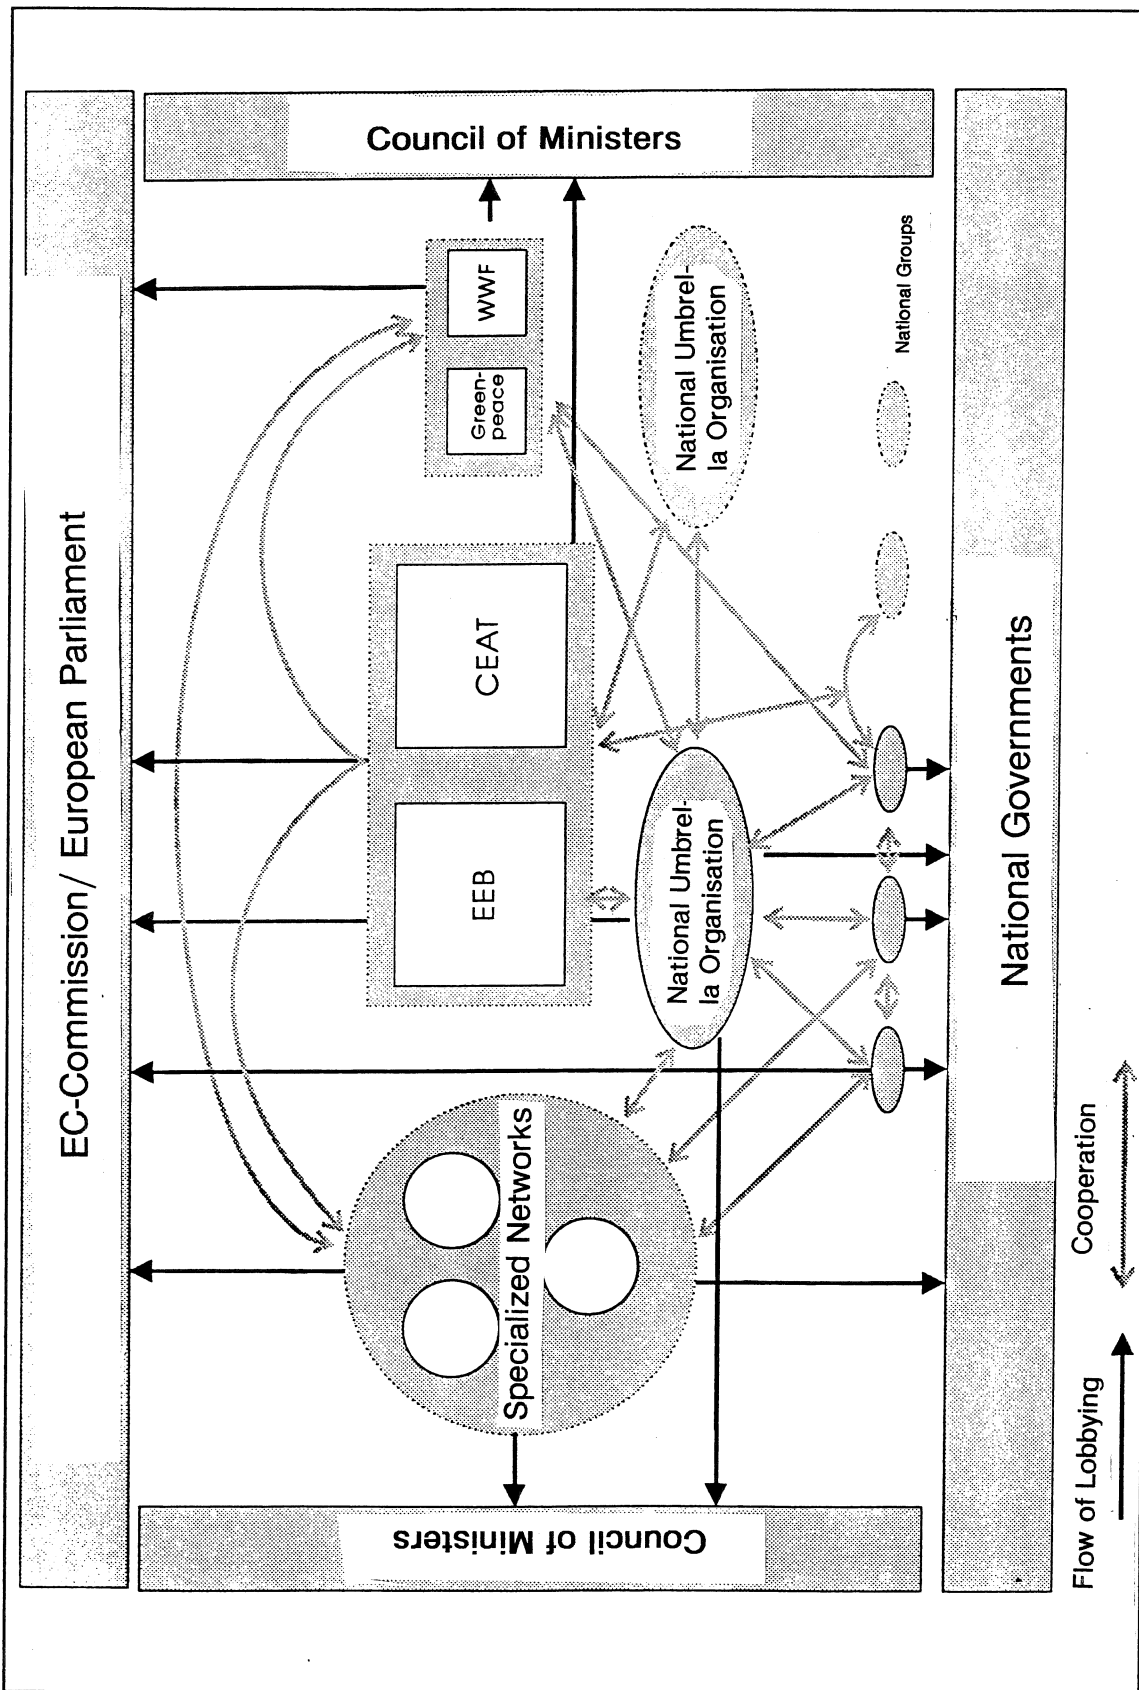 EC-Commission/ European Parliament
Council of Ministers
Specialized Networks
EEB
CEAT
Green-
peace
WWF
National Umbrel-
la Organisation
National Umbrel-
la Organisation
National Groups
Council of Ministers
National Governments
Flow of Lobbying
Cooperation